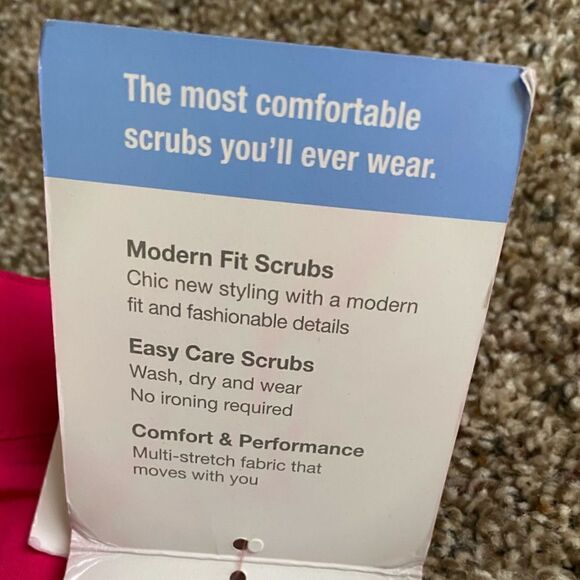 The most comfortable
scrubs you'll ever wear.
Modern Fit Scrubs
Chic new styling with a modern
fit and fashionable details
Easy Care Scrubs
Wash, dry and wear
No ironing required
Comfort & Performance
Multi-stretch fabric that
moves with you